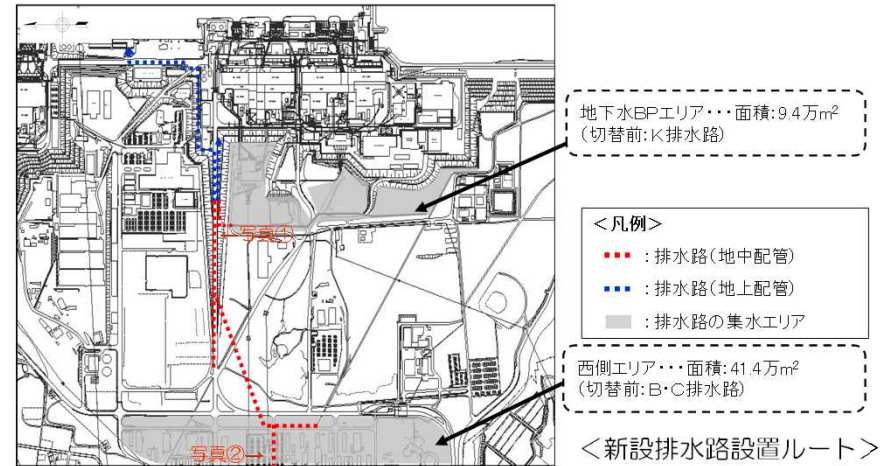 地下水BPエリア・・・面積:9.4万m²
(切替前:K排水路)
<凡例>
:排水路(地中配管)
:排水路(地上配管)
:排水路の集水エリア
←写真①
西側エリア・・・面積:41.4万m²
(切替前:B・C排水路)
写真②→
<新設排水路設置ルート>